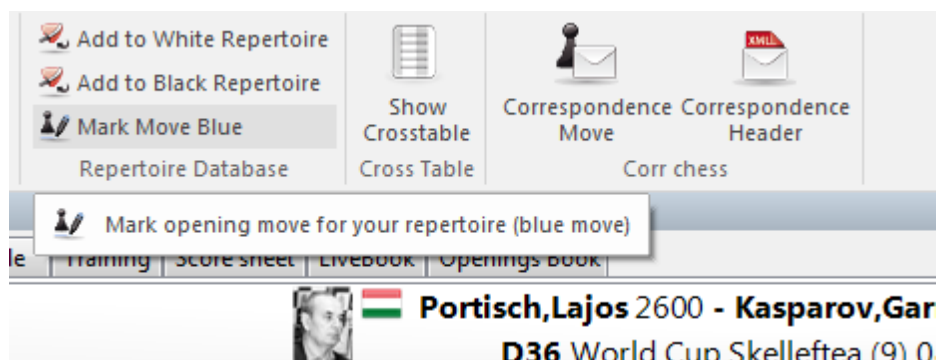 Add to White Repertoire
Add to Black Repertoire
Mark Move Blue
Repertoire Database
Show
Crosstable
Cross Table
Correspondence
Move
XML
Correspondence
Header
Corr chess
Mark opening move for your repertoire (blue move)
le Training Score sheet LiveBook Openings Book
Portisch,Lajos 2600 - Kasparov,Gar
D36 World Cup Skelleftea (9) 0